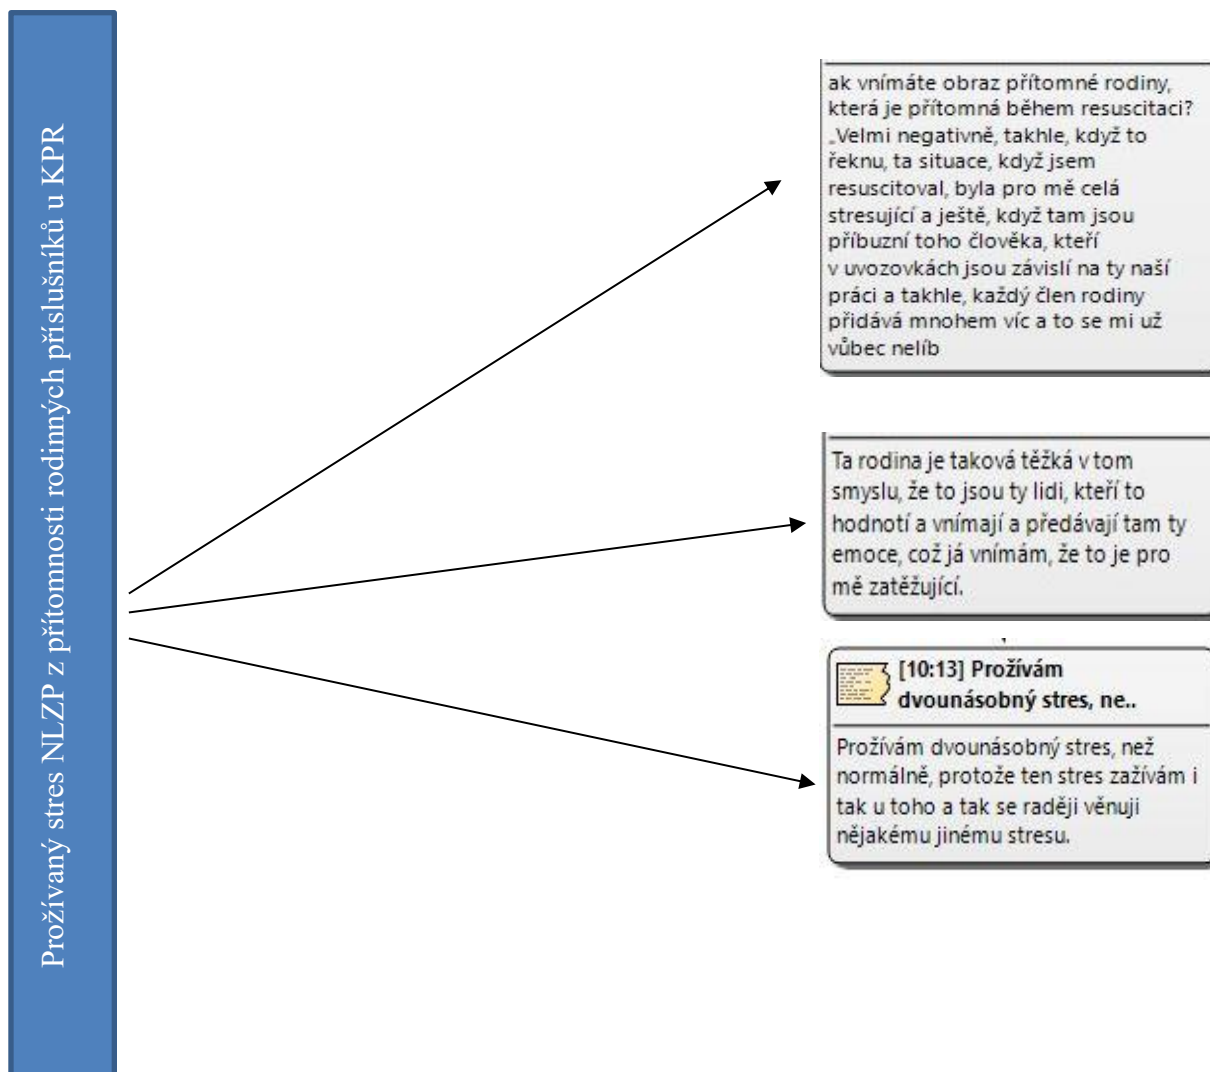 Prožívaný stres NLZP z přítomnosti rodinných příslušníků u KPR
ak vnímáte obraz přítomné rodiny,
která je přítomná během resuscitaci?
„Velmi negativně, takhle, když to
řeknu, ta situace, když jsem
resuscitoval, byla pro mě celá
stresující a ještě, když tam jsou
příbuzní toho člověka, kteří
v uvozovkách jsou závislí na ty naší
práci a takhle, každý člen rodiny
přidává mnohem víc a to se mi už
vůbec nelíb
Ta rodina je taková těžká v tom
smyslu, že to jsou ty lidi, kteří to
hodnotí a vnímají a předávají tam ty
emoce, což já vnímám, že to je pro
mě zatěžující.
[10:13] Prožívám
dvounásobný stres, ne..
Prožívám dvounásobný stres, než
normálně, protože ten stres zažívám i
tak u toho a tak se raději věnuji
nějakému jinému stresu.